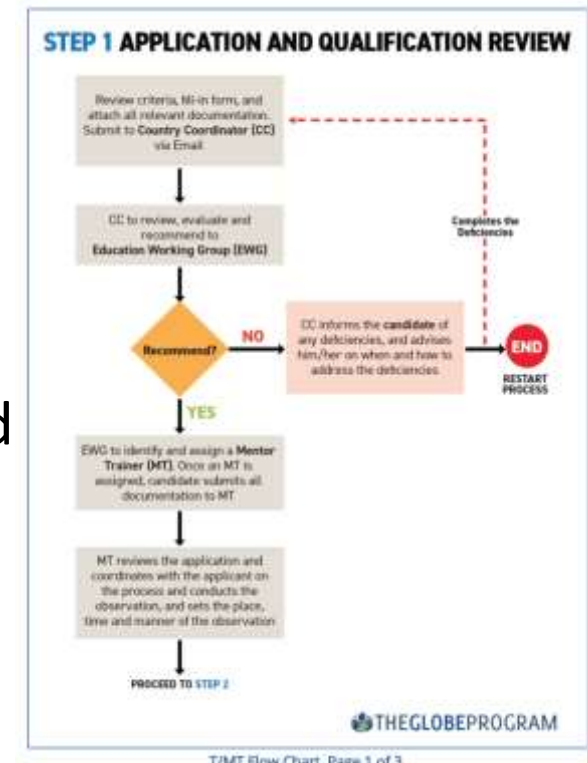 STEP 1 APPLICATION AND QUALIFICATION REVIEW
Review criteria, fill-in form, and
attach all relevant documentation.
Submit to Country Coordinator (CC)
via Email
CC to review, evaluate and
recommend to
Education Working Group (EWG)
Completes the
Deficiencies
Recommend?
NO
CC informs the candidate of
any deficiencies, and advises
him/her on when and how to
address the deficiencies
END
RESTART
PROCESS
YES
d
EWG to identify and assign a Mentor
Trainer (MT). Once an MT is
assigned, candidate submits all
documentation to MT
MT reviews the application and
coordinates with the applicant on
the process and conducts the
observation, and sets the place,
time and manner of the observation
PROCEED TO STEP 2
THEGLOBEPROGRAM
T/MT Flow Chart, Page 1 of 3